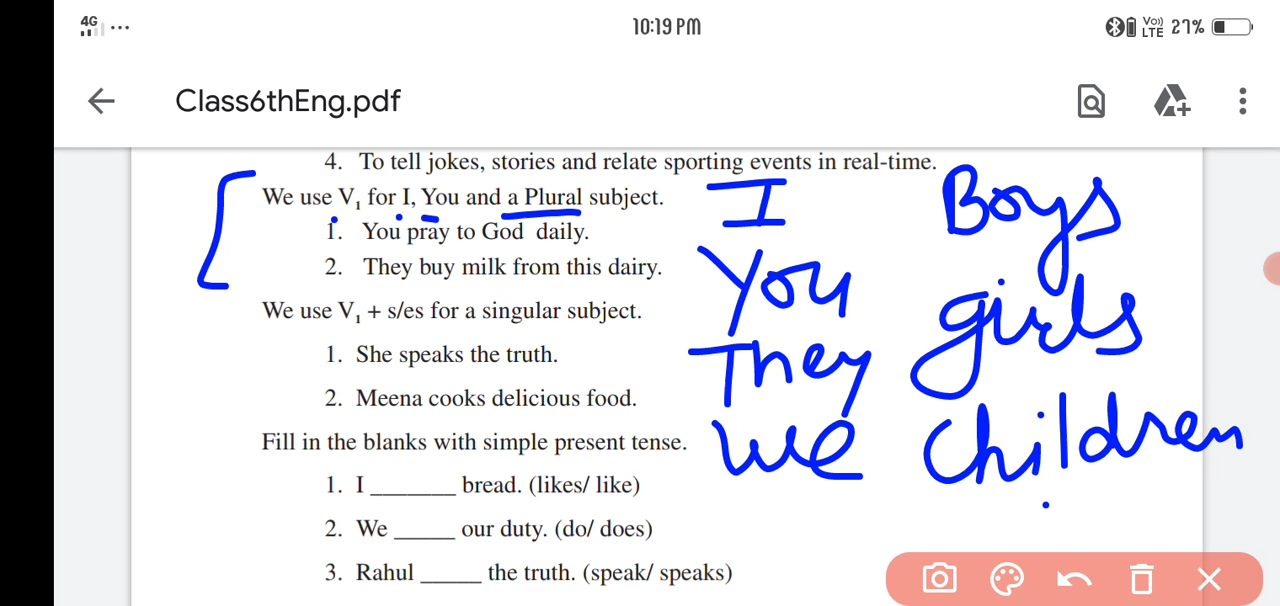 4G ... 10:19 PM Vo)) LTE 27%
Class6thEng.pdf
4. To tell jokes, stories and relate sporting events in real-time.
We use V1 for I, You and a Plural subject.
1. You pray to God daily.
2. They buy milk from this dairy.
We use V1 + s/es for a singular subject.
1. She speaks the truth.
2. Meena cooks delicious food.
Fill in the blanks with simple present tense.
1. I _______ bread. (likes/ like)
2. We _____ our duty. (do/ does)
3. Rahul _____ the truth. (speak/ speaks)
I
You
They
We
Boys
girls
children